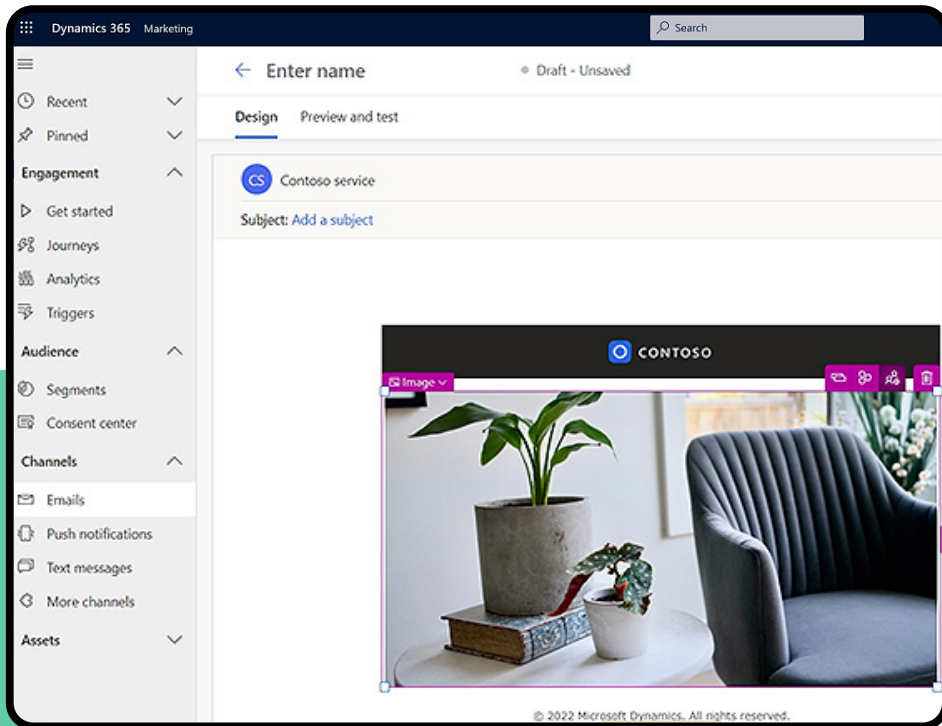 Dynamics 365 Marketing
Search
Recent
Pinned
Engagement
Get started
Journeys
Analytics
Triggers
Audience
Segments
Consent center
Channels
Emails
Push notifications
Text messages
More channels
Assets
Enter name
Draft - Unsaved
Design Preview and test
CS Contoso service
Subject: Add a subject
CONTOSO
Image
© 2022 Microsoft Dynamics. All rights reserved.